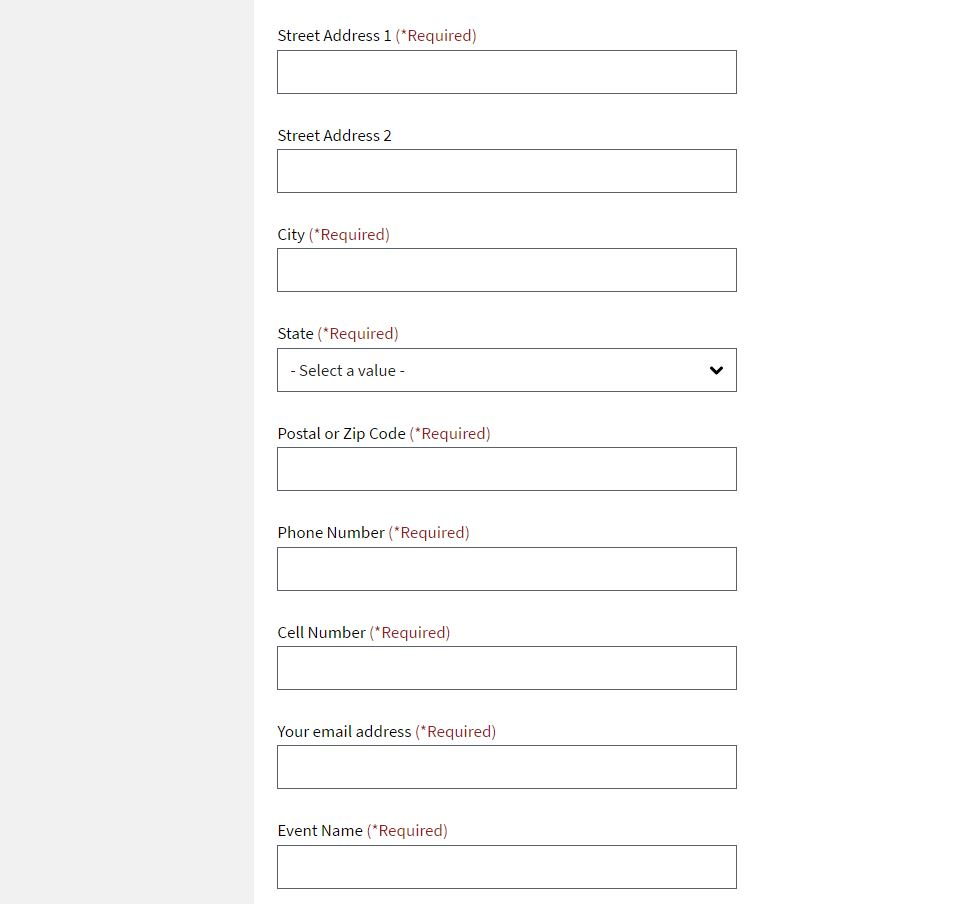 Street Address 1 (*Required)
Street Address 2
City (*Required)
State (*Required)
- Select a value -
Postal or Zip Code (*Required)
Phone Number (*Required)
Cell Number (*Required)
Your email address (*Required)
Event Name (*Required)